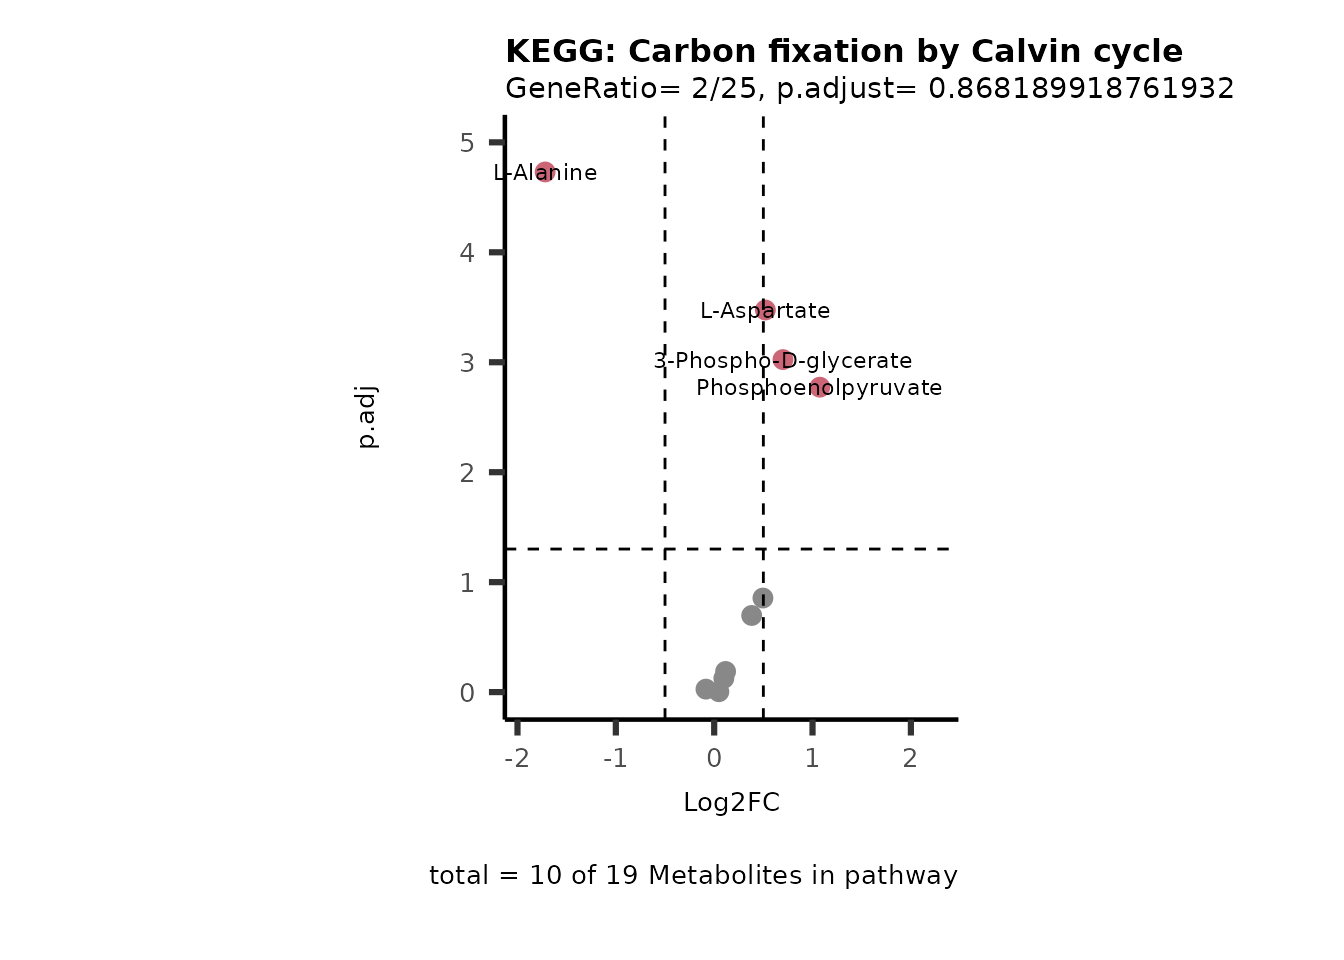 KEGG: Carbon fixation by Calvin cycle
GeneRatio= 2/25, p.adjust= 0.868189918761932
5
L-Alanine
4
L-Aspartate
3
3-Phospho-D-glycerate
Phosphoenolpyruvate
p.adj
2
1
0
-2 -1 0 1 2
Log2FC
total = 10 of 19 Metabolites in pathway